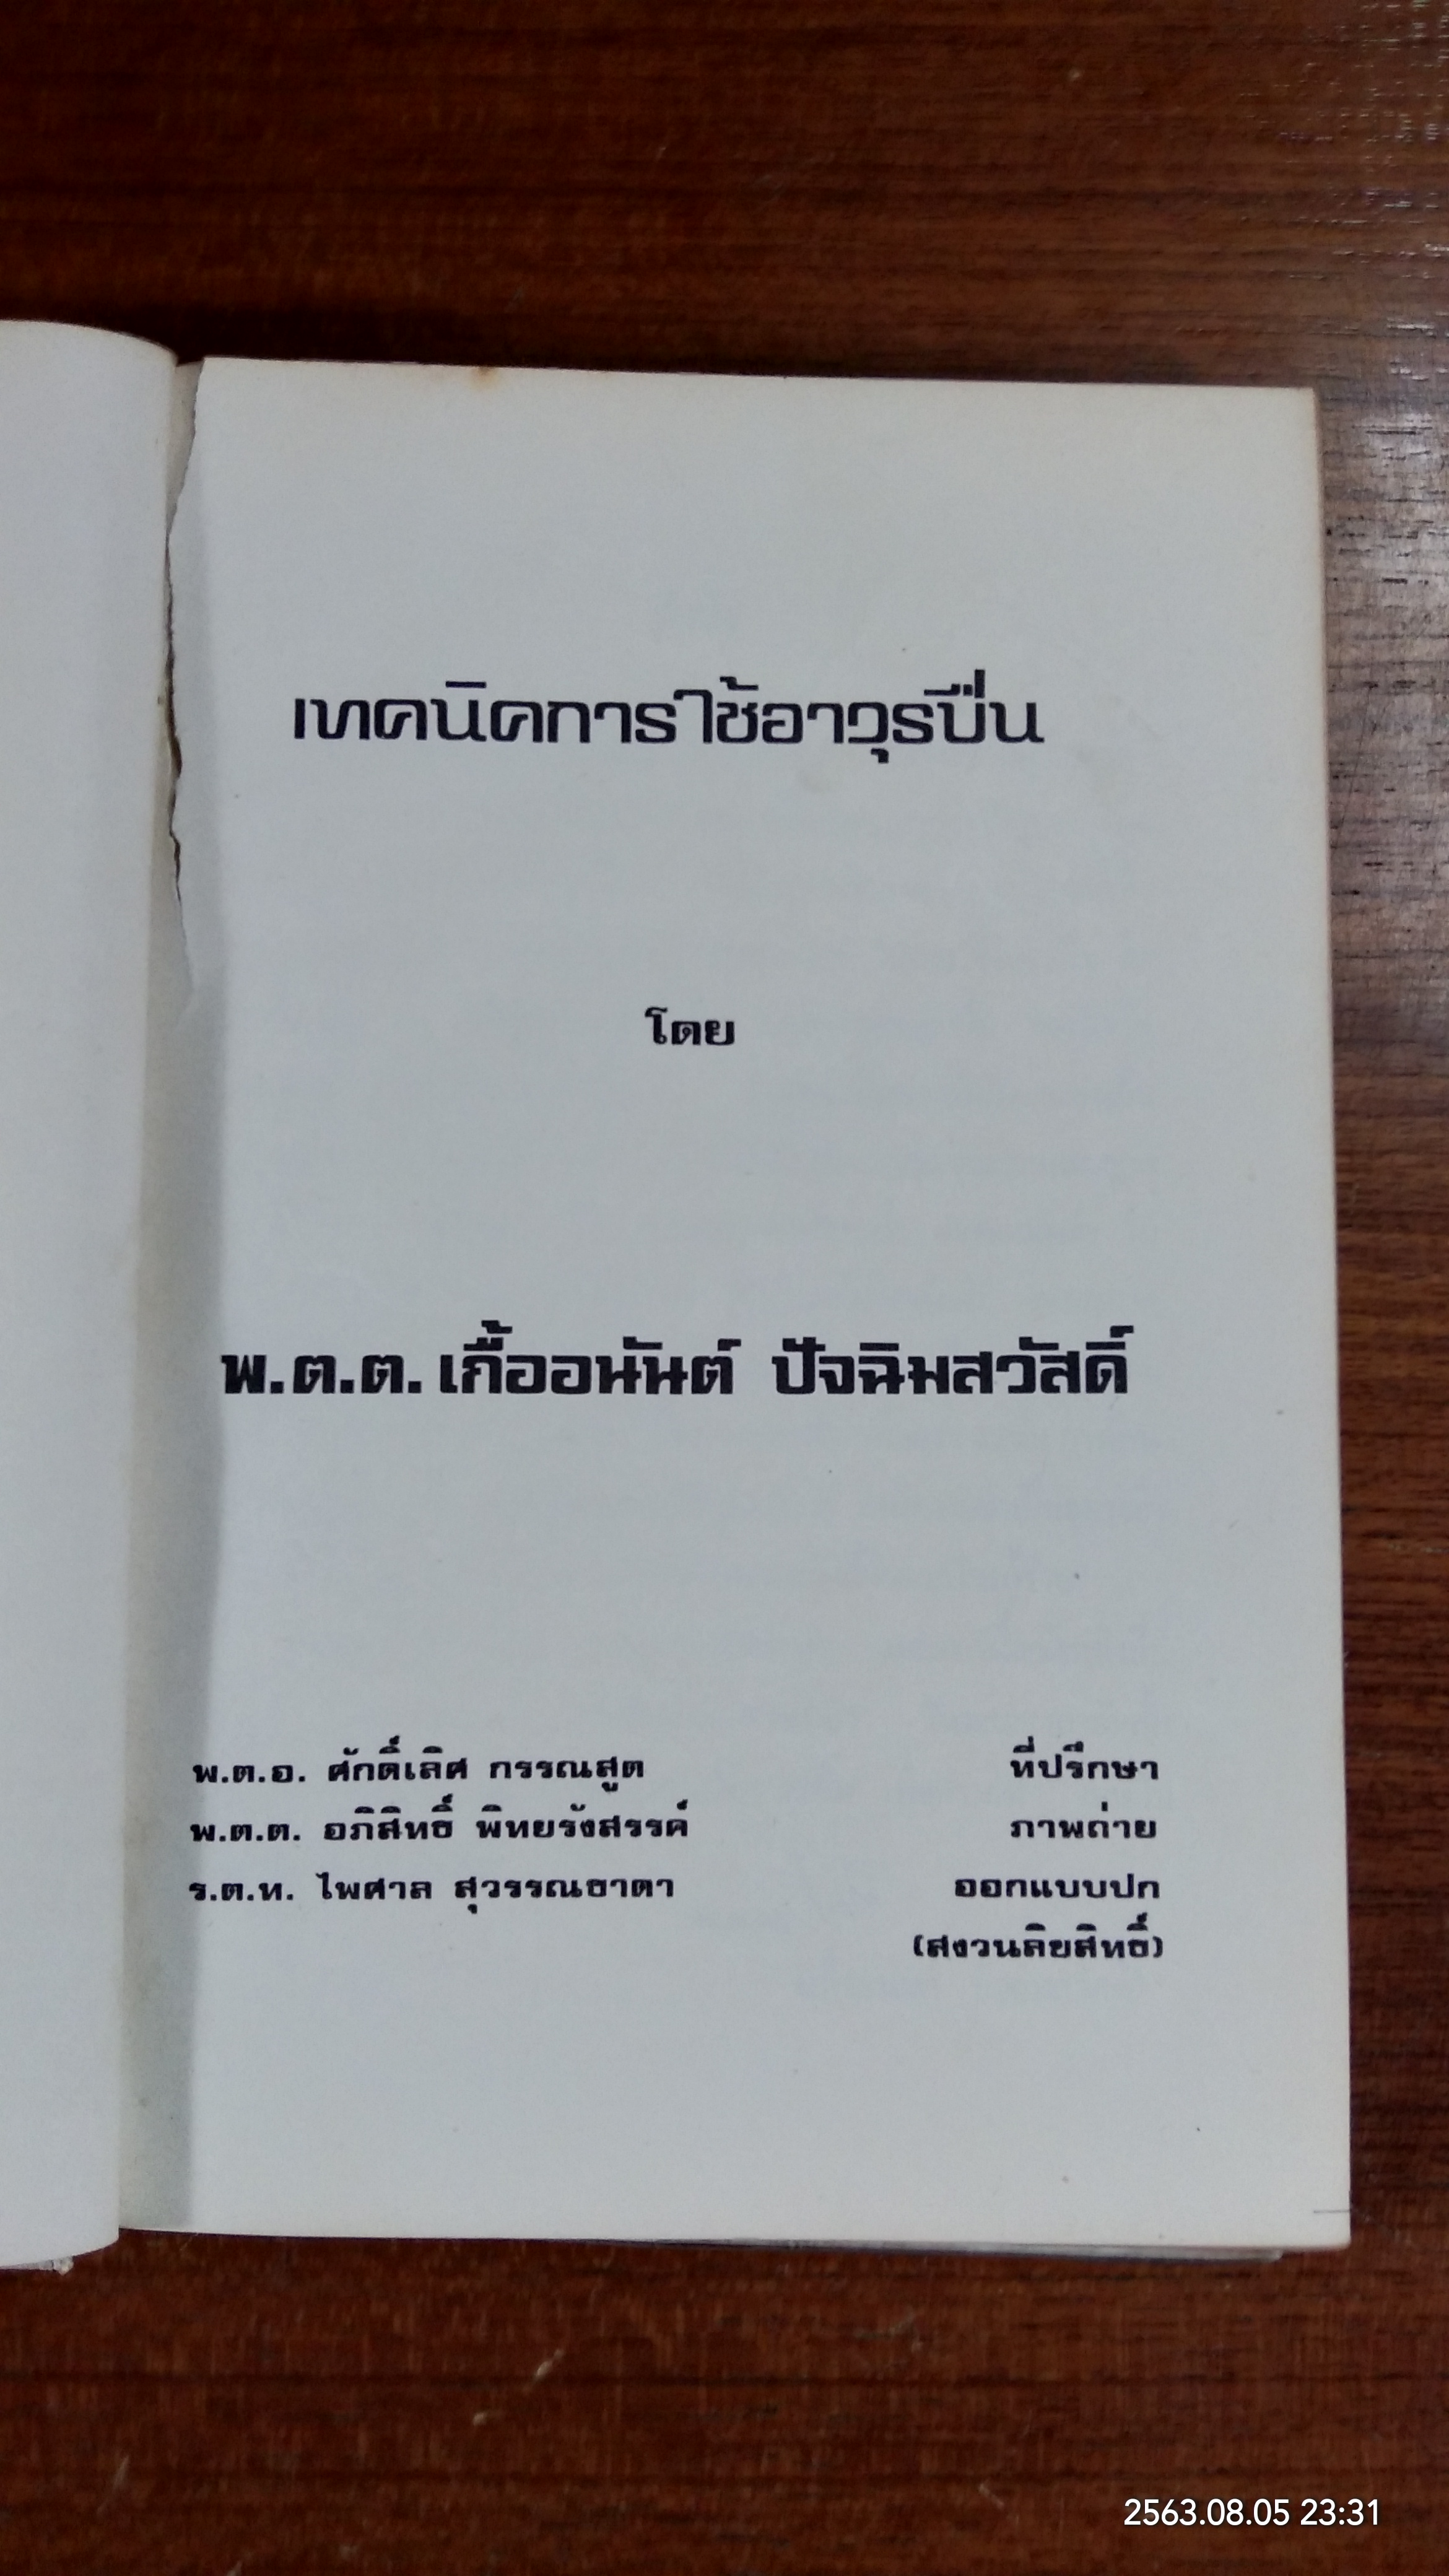 เทคนิคการใช้อาวุธปืน
โดย
พ.ต.ต. เกื้ออนันต์ ปัจฉิมสวัสดิ์
พ.ต.อ. ศักดิ์เลิศ กรรณสูต ที่ปรึกษา
พ.ต.ต. อภิสิทธิ์ พิทยรังสรรค์ ภาพถ่าย
ร.ต.ท. ไพศาล สุวรรณธาดา ออกแบบปก
(สงวนลิขสิทธิ์)
2563.08.05 23:31